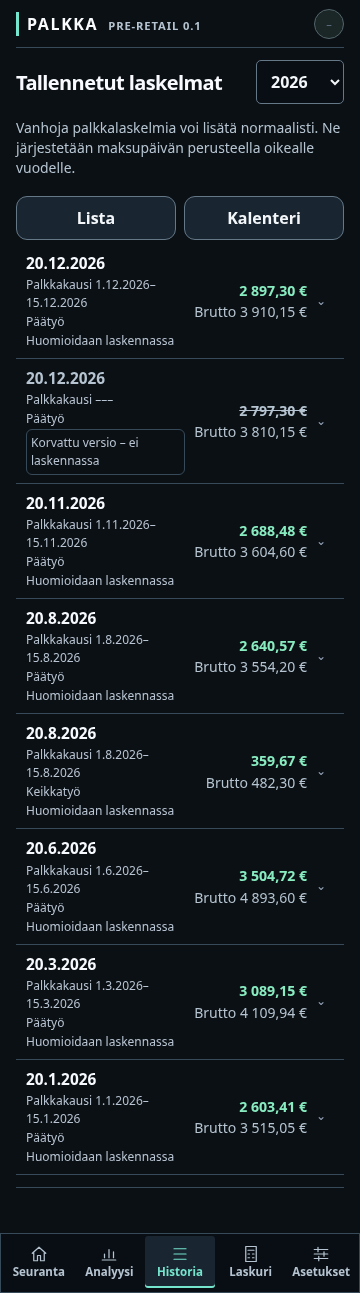 PALKKA PRE-RETAIL 0.1
–
Tallennetut laskelmat
2026
Vanhoja palkkalaskelmia voi lisätä normaalisti. Ne
järjestetään maksupäivän perusteella oikealle
vuodelle.
Lista
Kalenteri
20.12.2026
Palkkakausi 1.12.2026–
15.12.2026
Päätyö
Huomioidaan laskennassa
2 897,30 €
Brutto 3 910,15 €
20.12.2026
Palkkakausi –––
Päätyö
Korvattu versio – ei
laskennassa
2 797,30 €
Brutto 3 810,15 €
20.11.2026
Palkkakausi 1.11.2026–
15.11.2026
Päätyö
Huomioidaan laskennassa
2 688,48 €
Brutto 3 604,60 €
20.8.2026
Palkkakausi 1.8.2026–
15.8.2026
Päätyö
Huomioidaan laskennassa
2 640,57 €
Brutto 3 554,20 €
20.8.2026
Palkkakausi 1.8.2026–
15.8.2026
Keikkatyö
Huomioidaan laskennassa
359,67 €
Brutto 482,30 €
20.6.2026
Palkkakausi 1.6.2026–
15.6.2026
Päätyö
Huomioidaan laskennassa
3 504,72 €
Brutto 4 893,60 €
20.3.2026
Palkkakausi 1.3.2026–
15.3.2026
Päätyö
Huomioidaan laskennassa
3 089,15 €
Brutto 4 109,94 €
20.1.2026
Palkkakausi 1.1.2026–
15.1.2026
Päätyö
Huomioidaan laskennassa
2 603,41 €
Brutto 3 515,05 €
Seuranta
Analyysi
Historia
Laskuri
Asetukset